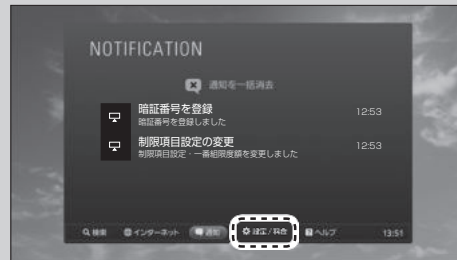 NOTIFICATION
通知を一括消去
暗証番号を登録 12:53
暗証番号を登録しました
制限項目設定の変更 12:53
制限項目設定・一番組限度額を変更しました
検索 インターネット 通知 設定/料金 ヘルプ 13:51